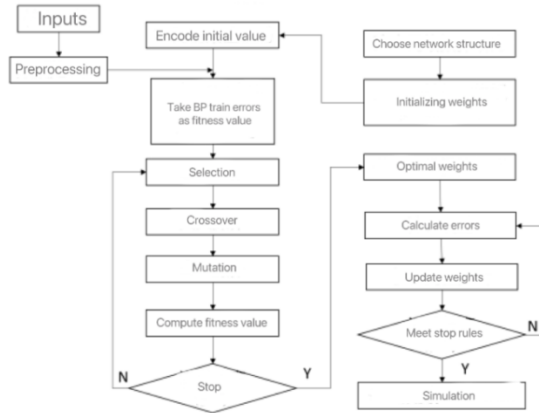 Inputs
Preprocessing
Encode initial value
Take BP train errors
as fitness value
Selection
Crossover
Mutation
Compute fitness value
Stop
N
Y
Choose network structure
Initializing weights
Optimal weights
Calculate errors
Update weights
Meet stop rules
N
Y
Simulation